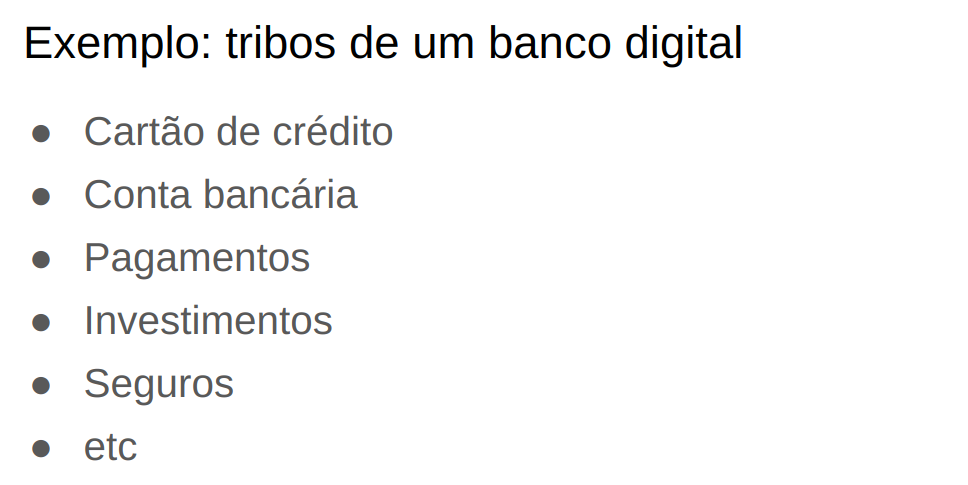 Exemplo: tribos de um banco digital
● Cartão de crédito
● Conta bancária
● Pagamentos
● Investimentos
● Seguros
● etc